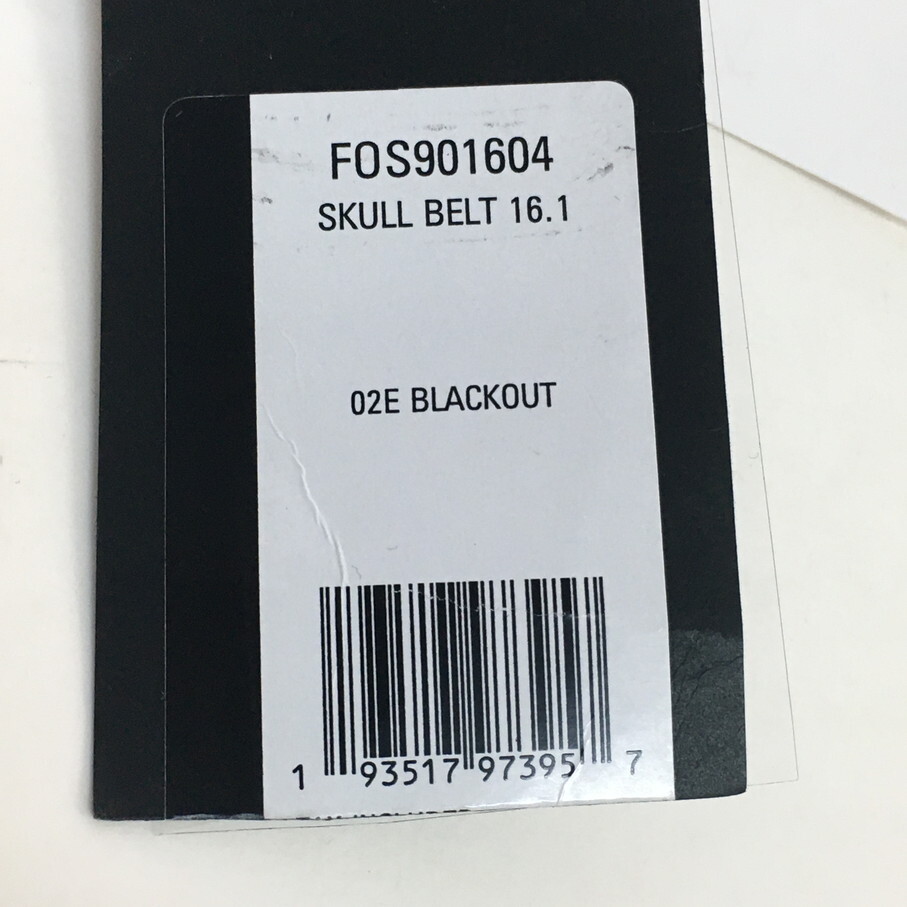 FOS901604
SKULL BELT 16.1
02E BLACKOUT
1 93517 97395 7